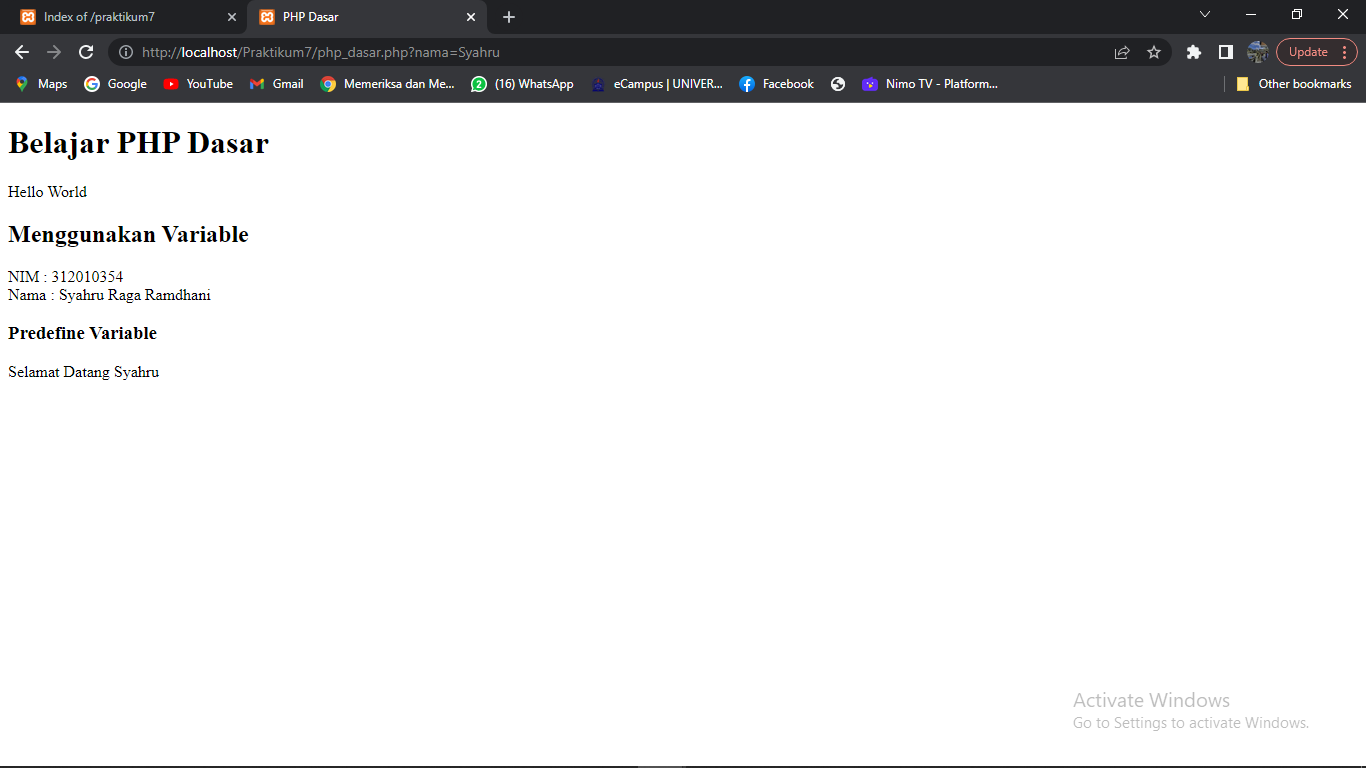 Index of /praktikum7
PHP Dasar
http://localhost/Praktikum7/php_dasar.php?nama=Syahru
Update
Maps
Google
YouTube
Gmail
Memeriksa dan Me...
(16) WhatsApp
eCampus | UNIVER...
Facebook
Nimo TV - Platform...
Other bookmarks
Belajar PHP Dasar
Hello World
Menggunakan Variable
NIM : 312010354
Nama : Syahru Raga Ramdhani
Predefine Variable
Selamat Datang Syahru
Activate Windows
Go to Settings to activate Windows.